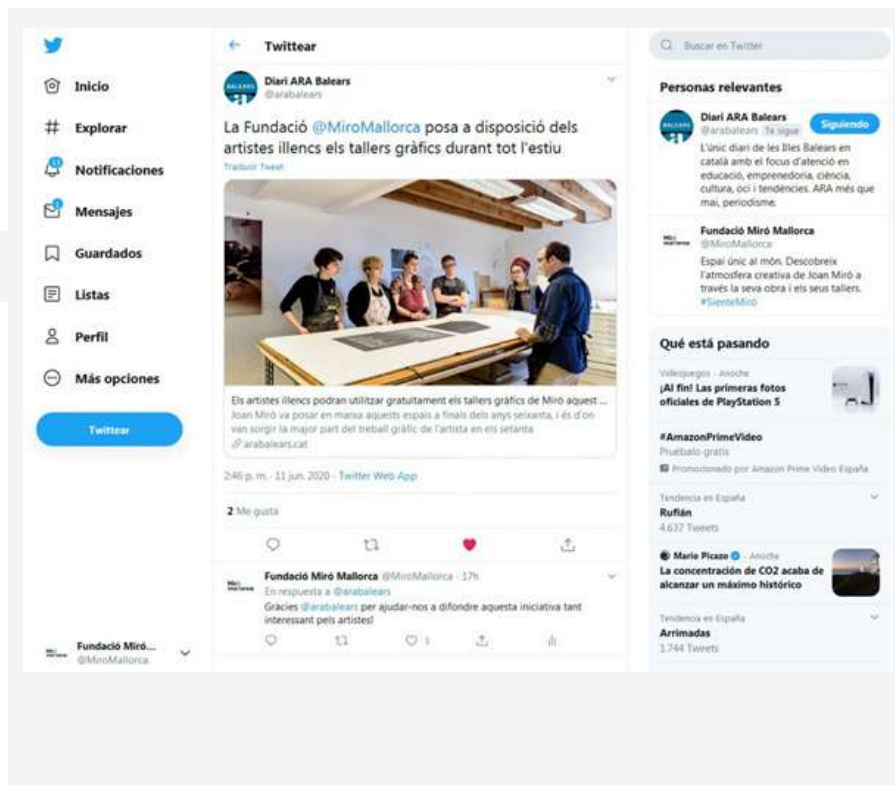 Inicio
Explorar
Notificaciones
Mensajes
Guardados
Listas
Perfil
Más opciones
Twittear
Fundació Miró...
@MiroMallorca
Twittear
BALEARS
Diari ARA Balears
@arabalears
La Fundació @MiroMallorca posa a disposició dels
artistes illencs els tallers gràfics durant tot l'estiu
Traducir Tweet
Els artistes illencs podran utilitzar gratuitament els tallers gràfics de Miró aquest ...
Joan Miró va posar en marxa aquests espais a finals dels anys seixanta, i és d'on
van sorgir la major part del treball gràfic de l'artista en els setanta
arabalears.cat
2:46 p. m. · 11 jun. 2020 · Twitter Web App
2 Me gusta
Fundació Miró Mallorca @MiroMallorca · 17h
En respuesta a @arabalears
Gràcies @arabalears per ajudar-nos a difondre aquesta iniciativa tant
interessant pels artistes!
1
Buscar en Twitter
Personas relevantes
BALEARS
Diari ARA Balears
@arabalears Te sigue
Siguiendo
L'únic diari de les Illes Balears en
català amb el focus d'atenció en
educació, emprenedoria, ciència,
cultura, oci i tendències. ARA més que
mai, periodisme.
Fundació Miró Mallorca
@MiroMallorca
Espai únic al món. Descobreix
l'atmosfera creativa de Joan Miró a
través la seva obra i els seus tallers.
#SienteMiró
Qué está pasando
Videojuegos · Anoche
¡Al fin! Las primeras fotos
oficiales de PlayStation 5
#AmazonPrimeVideo
Pruébalo gratis
Promocionado por Amazon Prime Video España
Tendencia en España
Rufián
4.637 Tweets
Mario Picazo · Anoche
La concentración de CO2 acaba de
alcanzar un máximo histórico
Tendencia en España
Arrimadas
1.744 Tweets